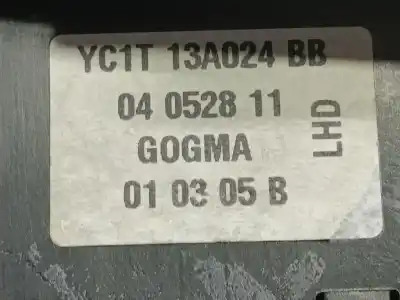 YC1T 13A024 BB
04 0528 11
GOGMA
01 03 05 B
LHD